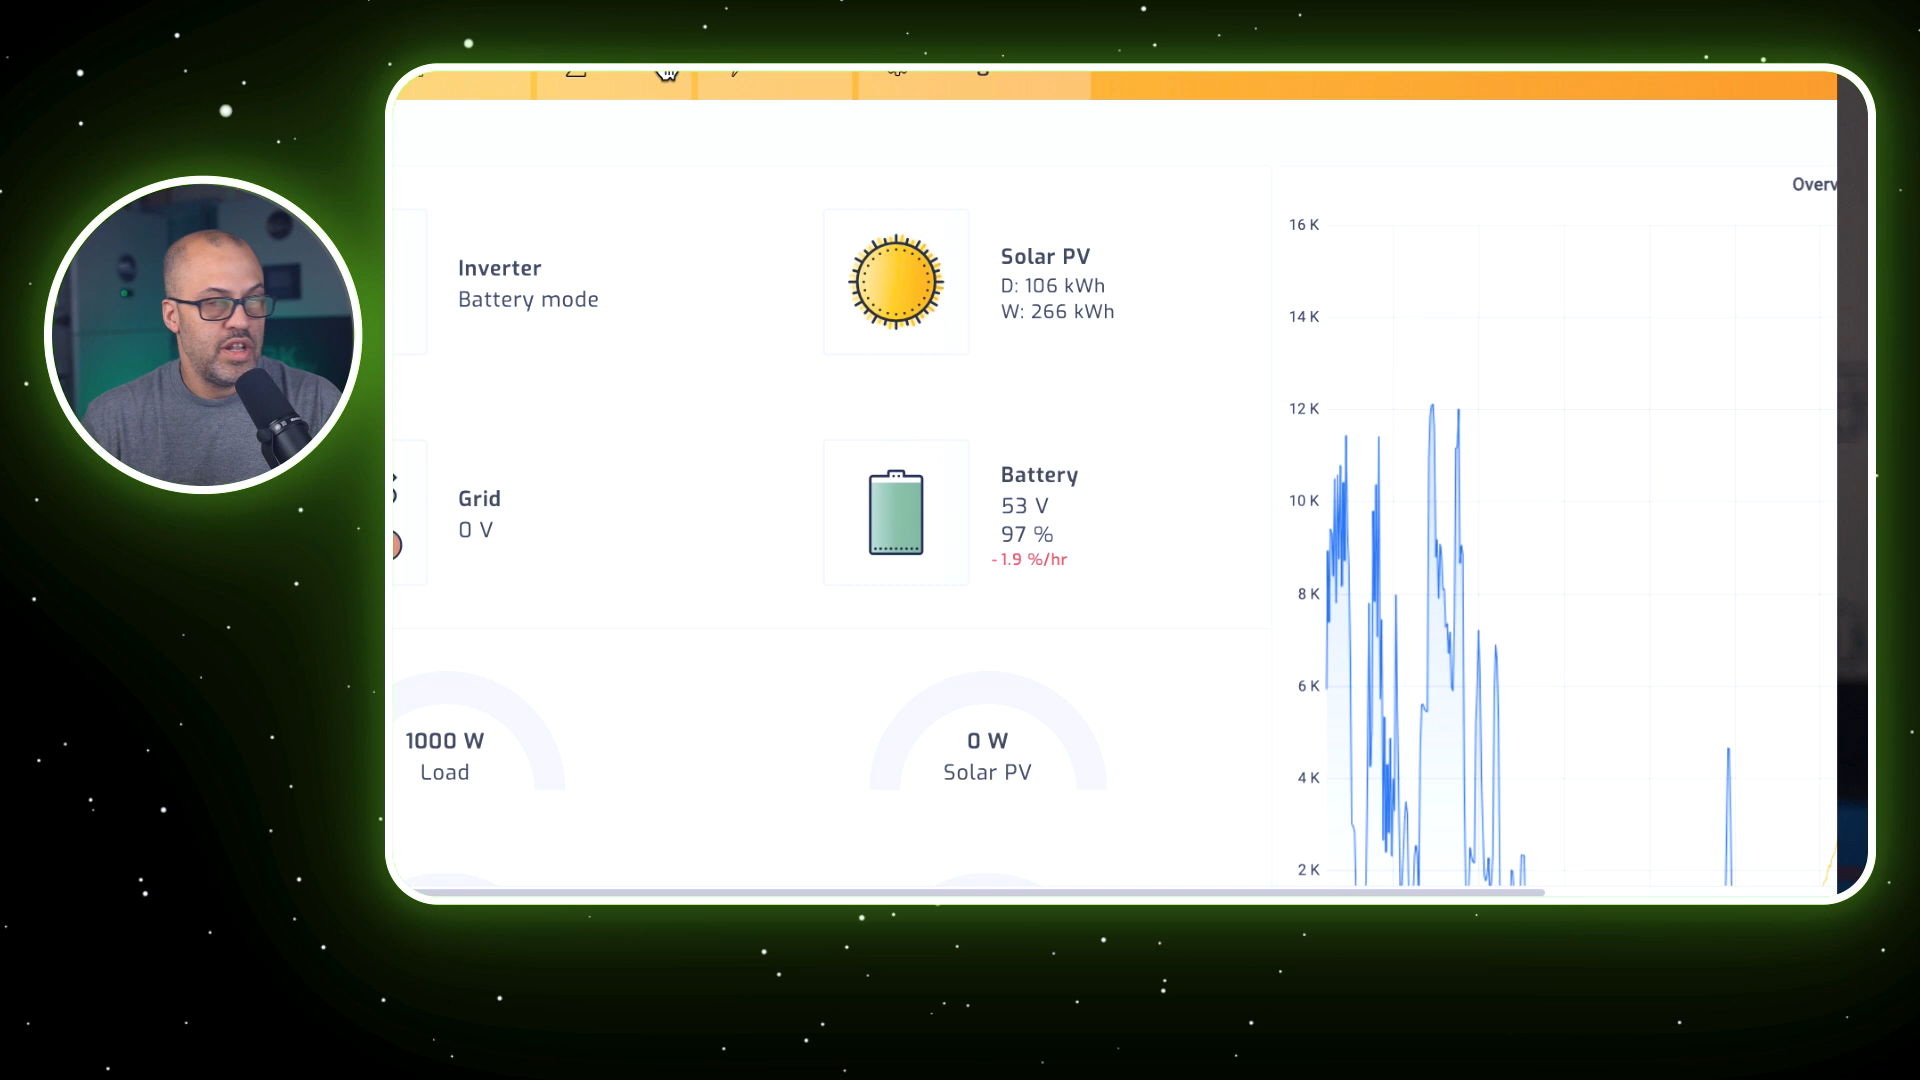 Overv
Inverter
Battery mode
Solar PV
D: 106 kWh
W: 266 kWh
Grid
0 V
Battery
53 V
97 %
-1.9 %/hr
1000 W
Load
0 W
Solar PV
16 K
14 K
12 K
10 K
8 K
6 K
4 K
2 K